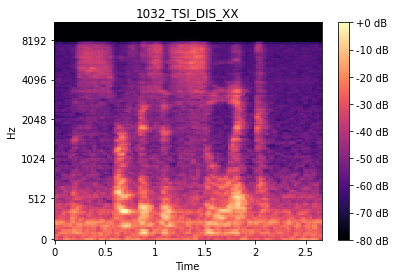 1032_TSI_DIS_XX
+0 dB
8192
-10 dB
4096
-20 dB
-30 dB
2048
Hz
-40 dB
1024
-50 dB
512
-60 dB
-70 dB
0
-80 dB
0 0.5 1 1.5 2 2.5
Time